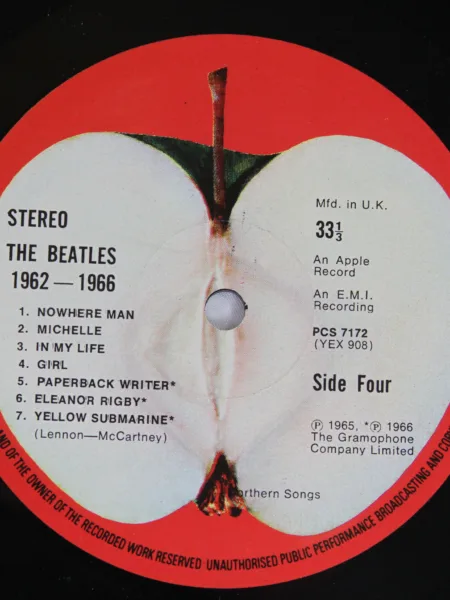 STEREO
THE BEATLES
1962 — 1966
1. NOWHERE MAN
2. MICHELLE
3. IN MY LIFE
4. GIRL
5. PAPERBACK WRITER*
6. ELEANOR RIGBY*
7. YELLOW SUBMARINE*
(Lennon—McCartney)
Mfd. in U.K.
33⅓
An Apple
Record
An E.M.I.
Recording
PCS 7172
(YEX 908)
Side Four
℗ 1965, *℗ 1966
The Gramophone
Company Limited
orthern Songs
AND OF THE OWNER OF THE RECORDED WORK RESERVED UNAUTHORISED PUBLIC PERFORMANCE BROADCASTING AND